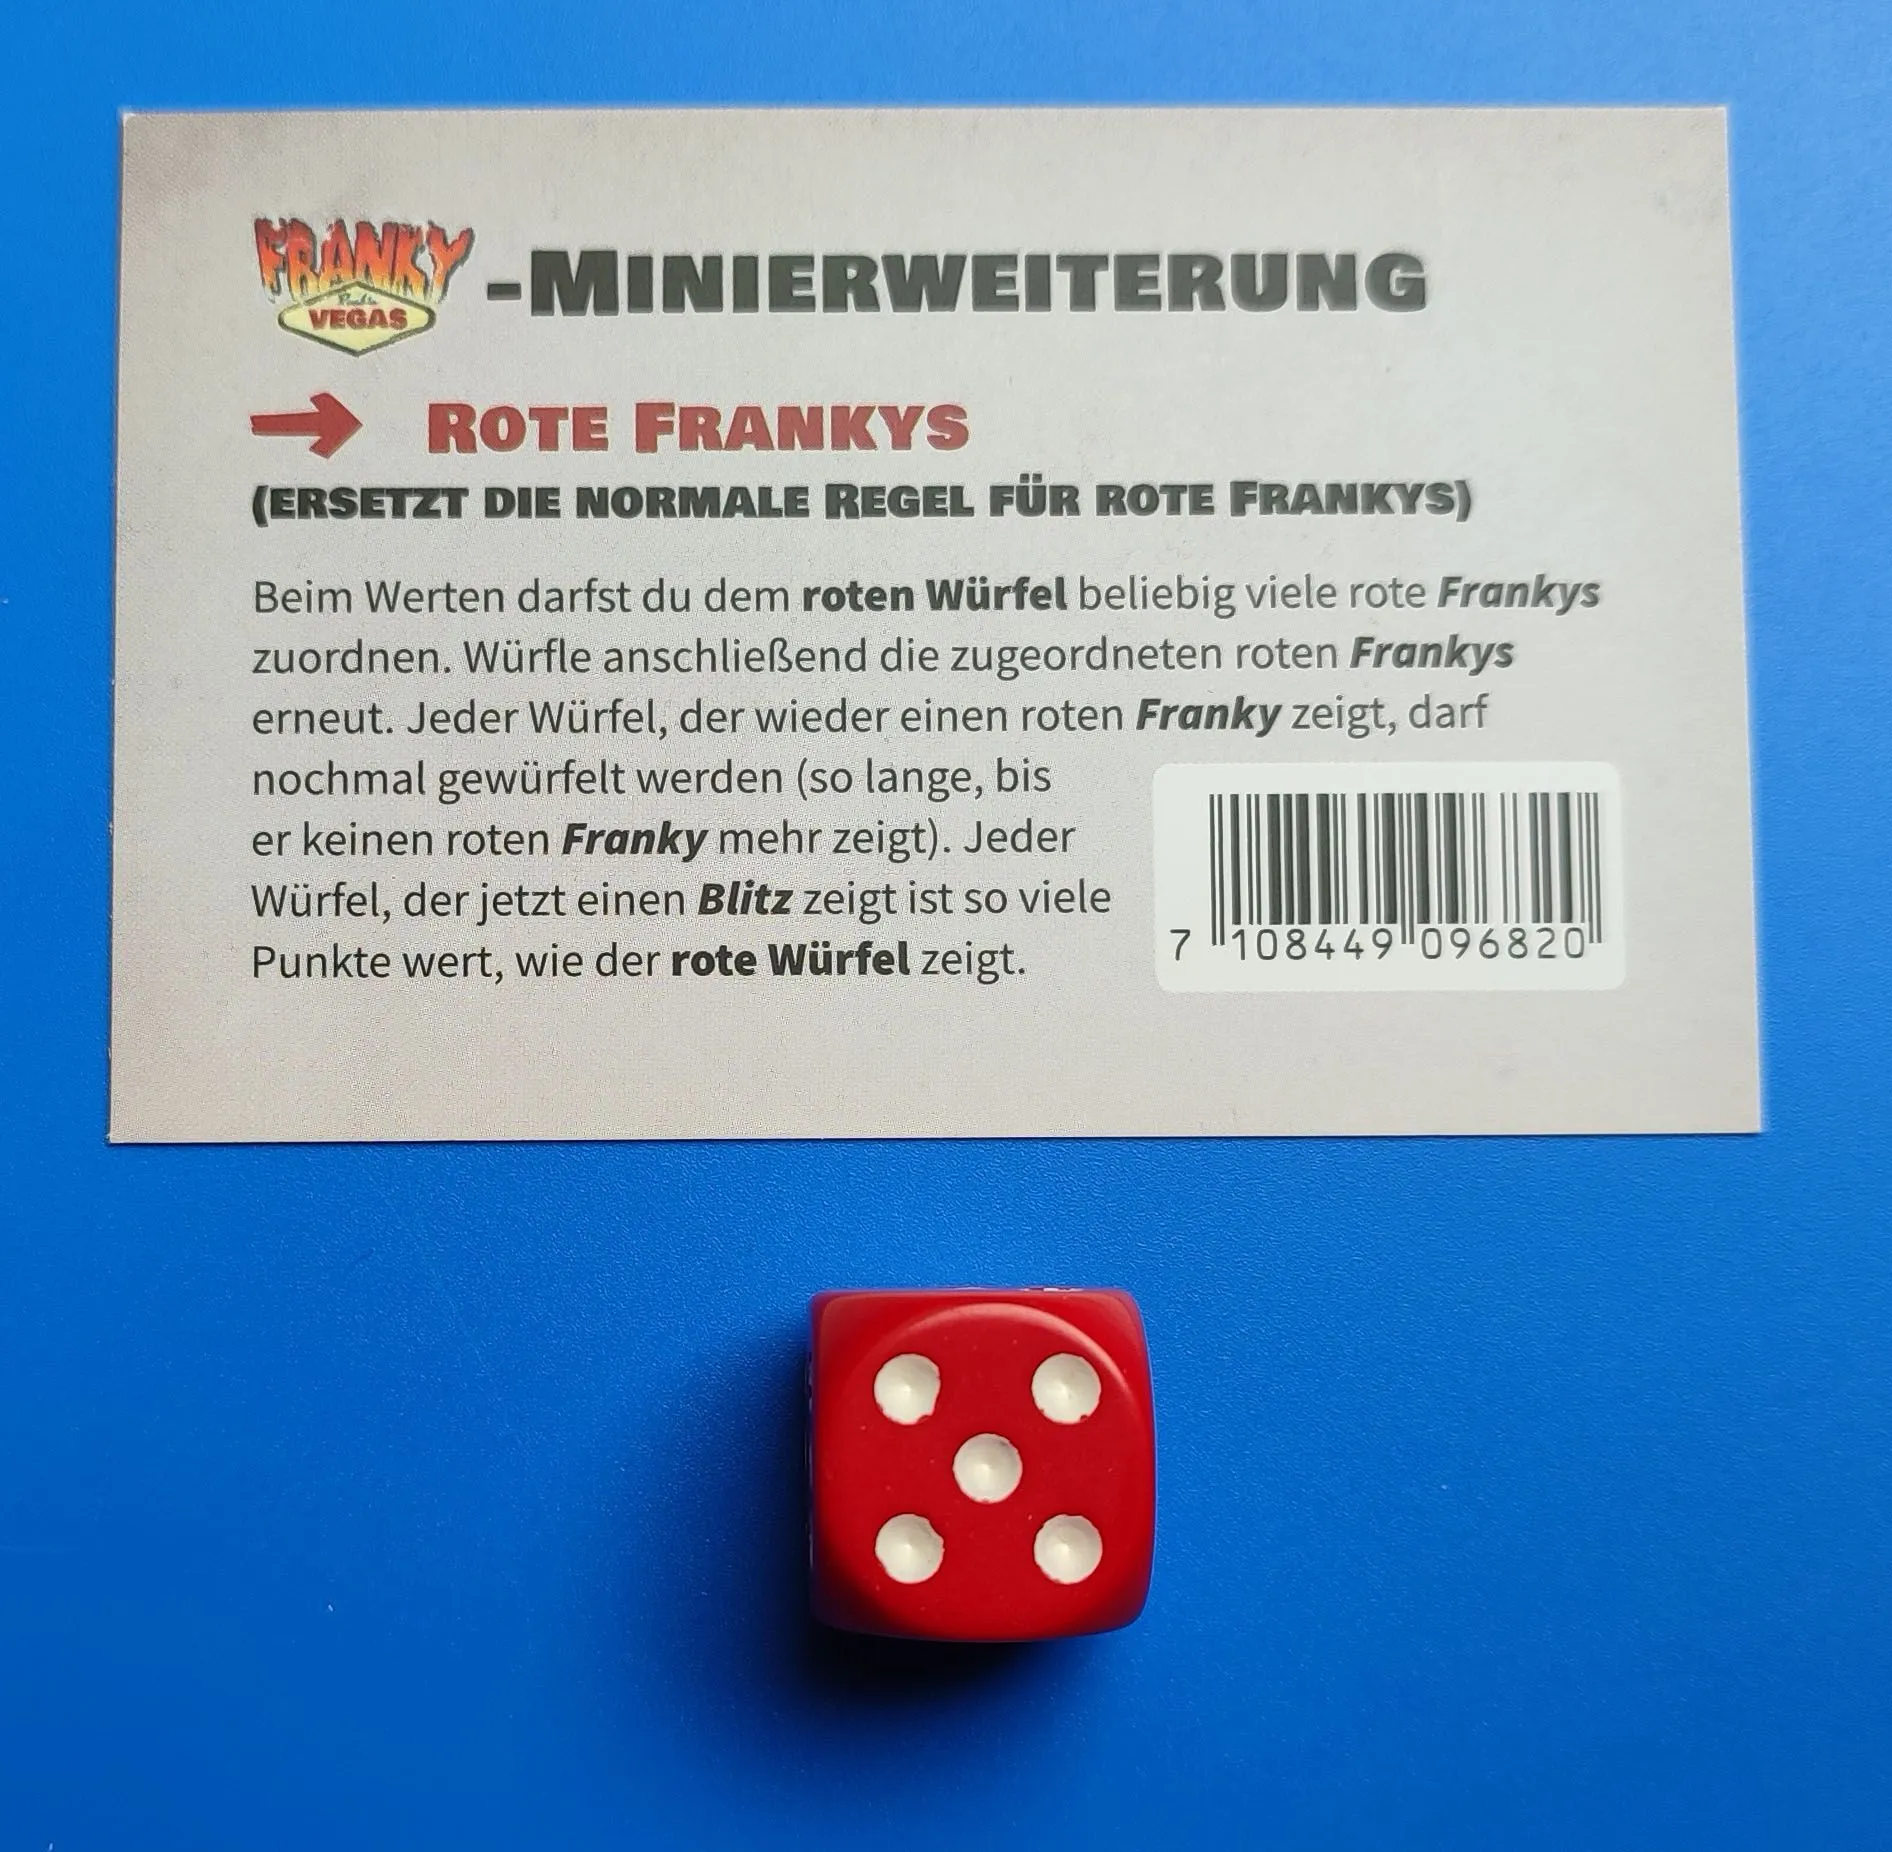 FRANKY
Rock'n
VEGAS
-MINIERWEITERUNG
ROTE FRANKYS
(ERSETZT DIE NORMALE REGEL FÜR ROTE FRANKYS)
Beim Werten darfst du dem roten Würfel beliebig viele rote Frankys
zuordnen. Würfle anschließend die zugeordneten roten Frankys
erneut. Jeder Würfel, der wieder einen roten Franky zeigt, darf
nochmal gewürfelt werden (so lange, bis
er keinen roten Franky mehr zeigt). Jeder
Würfel, der jetzt einen Blitz zeigt ist so viele
Punkte wert, wie der rote Würfel zeigt.
7 108449 096820